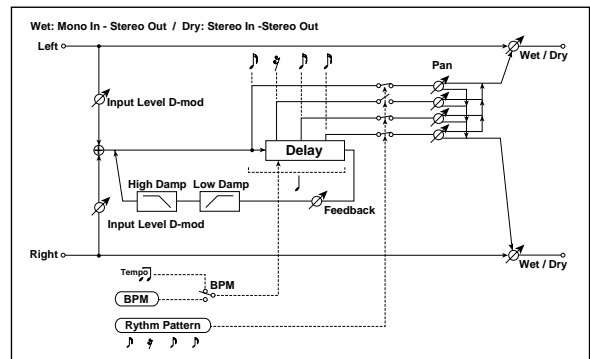 Wet: Mono In - Stereo Out / Dry: Stereo In -Stereo Out
Left
Wet / Dry
Pan
Input Level D-mod
Delay
High Damp
Low Damp
Feedback
Input Level D-mod
Right
Wet / Dry
Tempo
BPM
BPM
Rythm Pattern